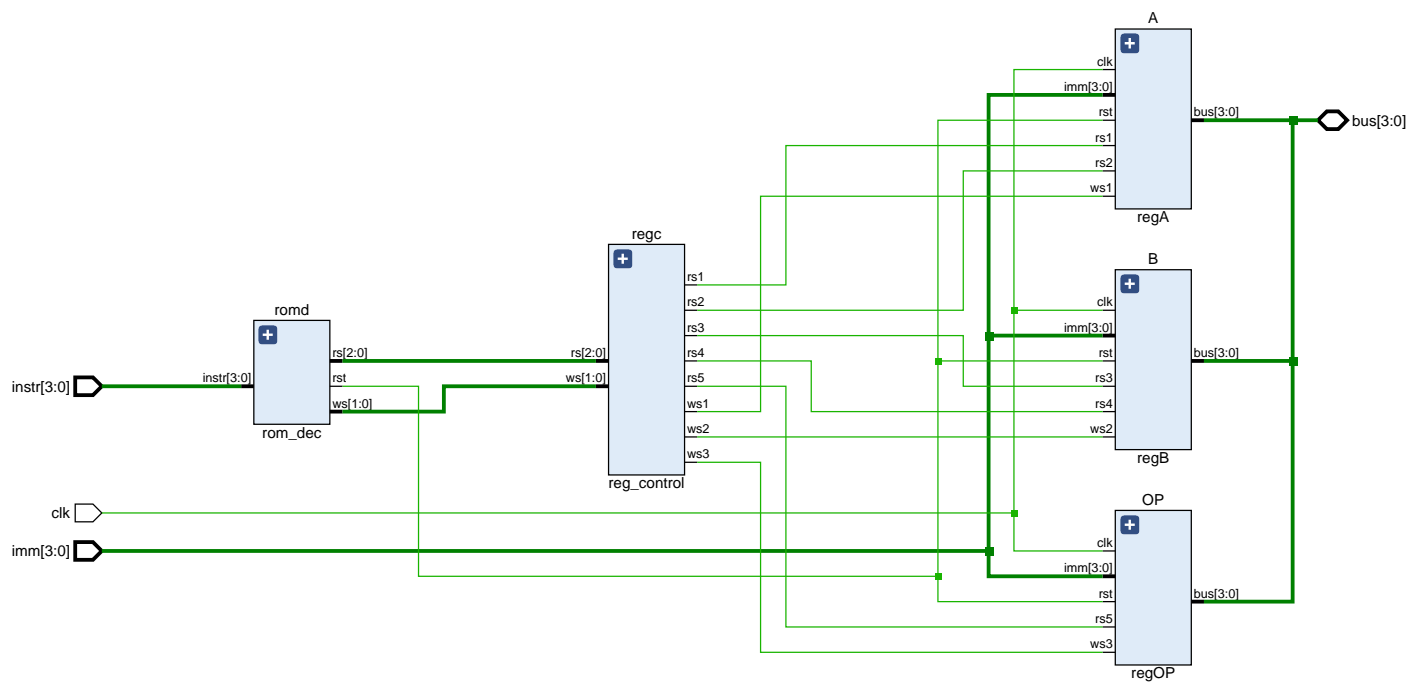 instr[3:0]
clk
imm[3:0]
romd
instr[3:0]
rs[2:0]
rst
ws[1:0]
rom_dec
regc
rs[2:0]
ws[1:0]
rs1
rs2
rs3
rs4
rs5
ws1
ws2
ws3
reg_control
A
clk
imm[3:0]
rst
rs1
rs2
ws1
bus[3:0]
regA
B
clk
imm[3:0]
rst
rs3
rs4
ws2
bus[3:0]
regB
OP
clk
imm[3:0]
rst
rs5
ws3
bus[3:0]
regOP
bus[3:0]